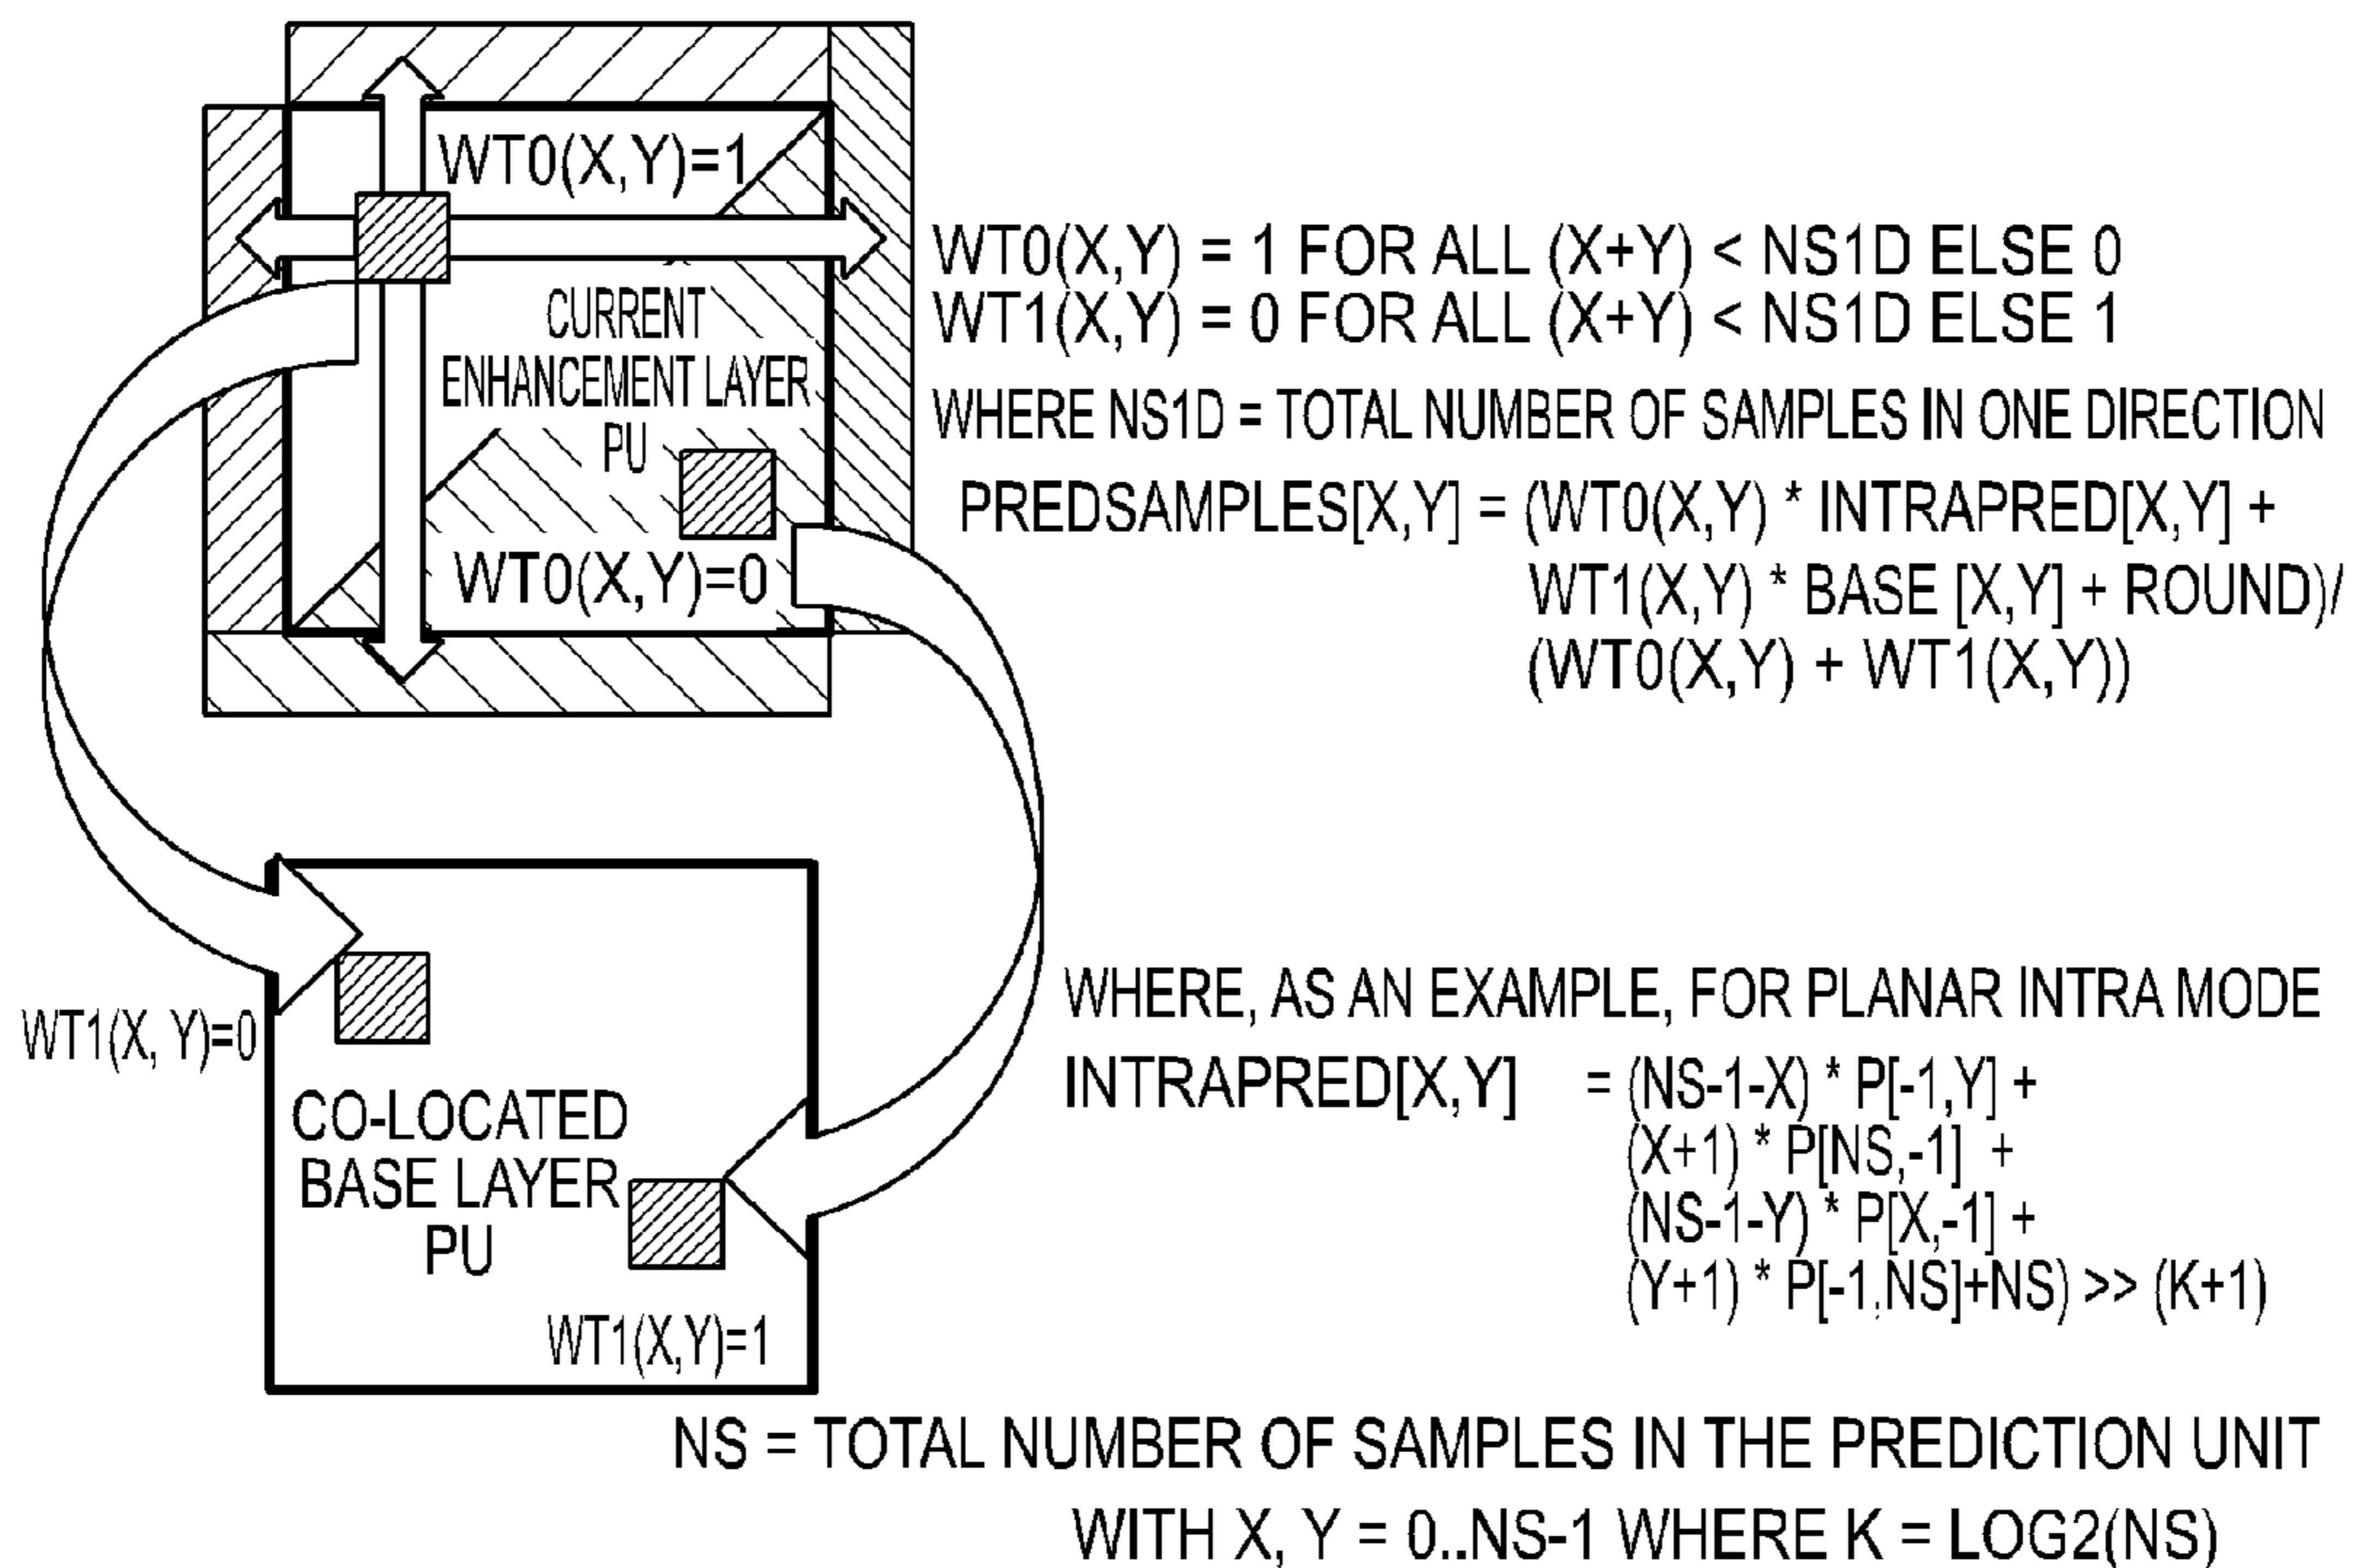 WT0(X,Y)=1
CURRENT
ENHANCEMENT LAYER
PU
WT0(X,Y)=0
WT0(X,Y) = 1 FOR ALL (X+Y) < NS1D ELSE 0
WT1(X,Y) = 0 FOR ALL (X+Y) < NS1D ELSE 1
WHERE NS1D = TOTAL NUMBER OF SAMPLES IN ONE DIRECTION
PREDSAMPLES[X,Y] = (WT0(X,Y) * INTRAPRED[X,Y] +
WT1(X,Y) * BASE [X,Y] + ROUND)/
(WT0(X,Y) + WT1(X,Y))
WT1(X, Y)=0
CO-LOCATED
BASE LAYER
PU
WT1(X,Y)=1
WHERE, AS AN EXAMPLE, FOR PLANAR INTRA MODE
INTRAPRED[X,Y] = (NS-1-X) * P[-1,Y] +
(X+1) * P[NS,-1] +
(NS-1-Y) * P[X,-1] +
(Y+1) * P[-1,NS]+NS) >> (K+1)
NS = TOTAL NUMBER OF SAMPLES IN THE PREDICTION UNIT
WITH X, Y = 0..NS-1 WHERE K = LOG2(NS)